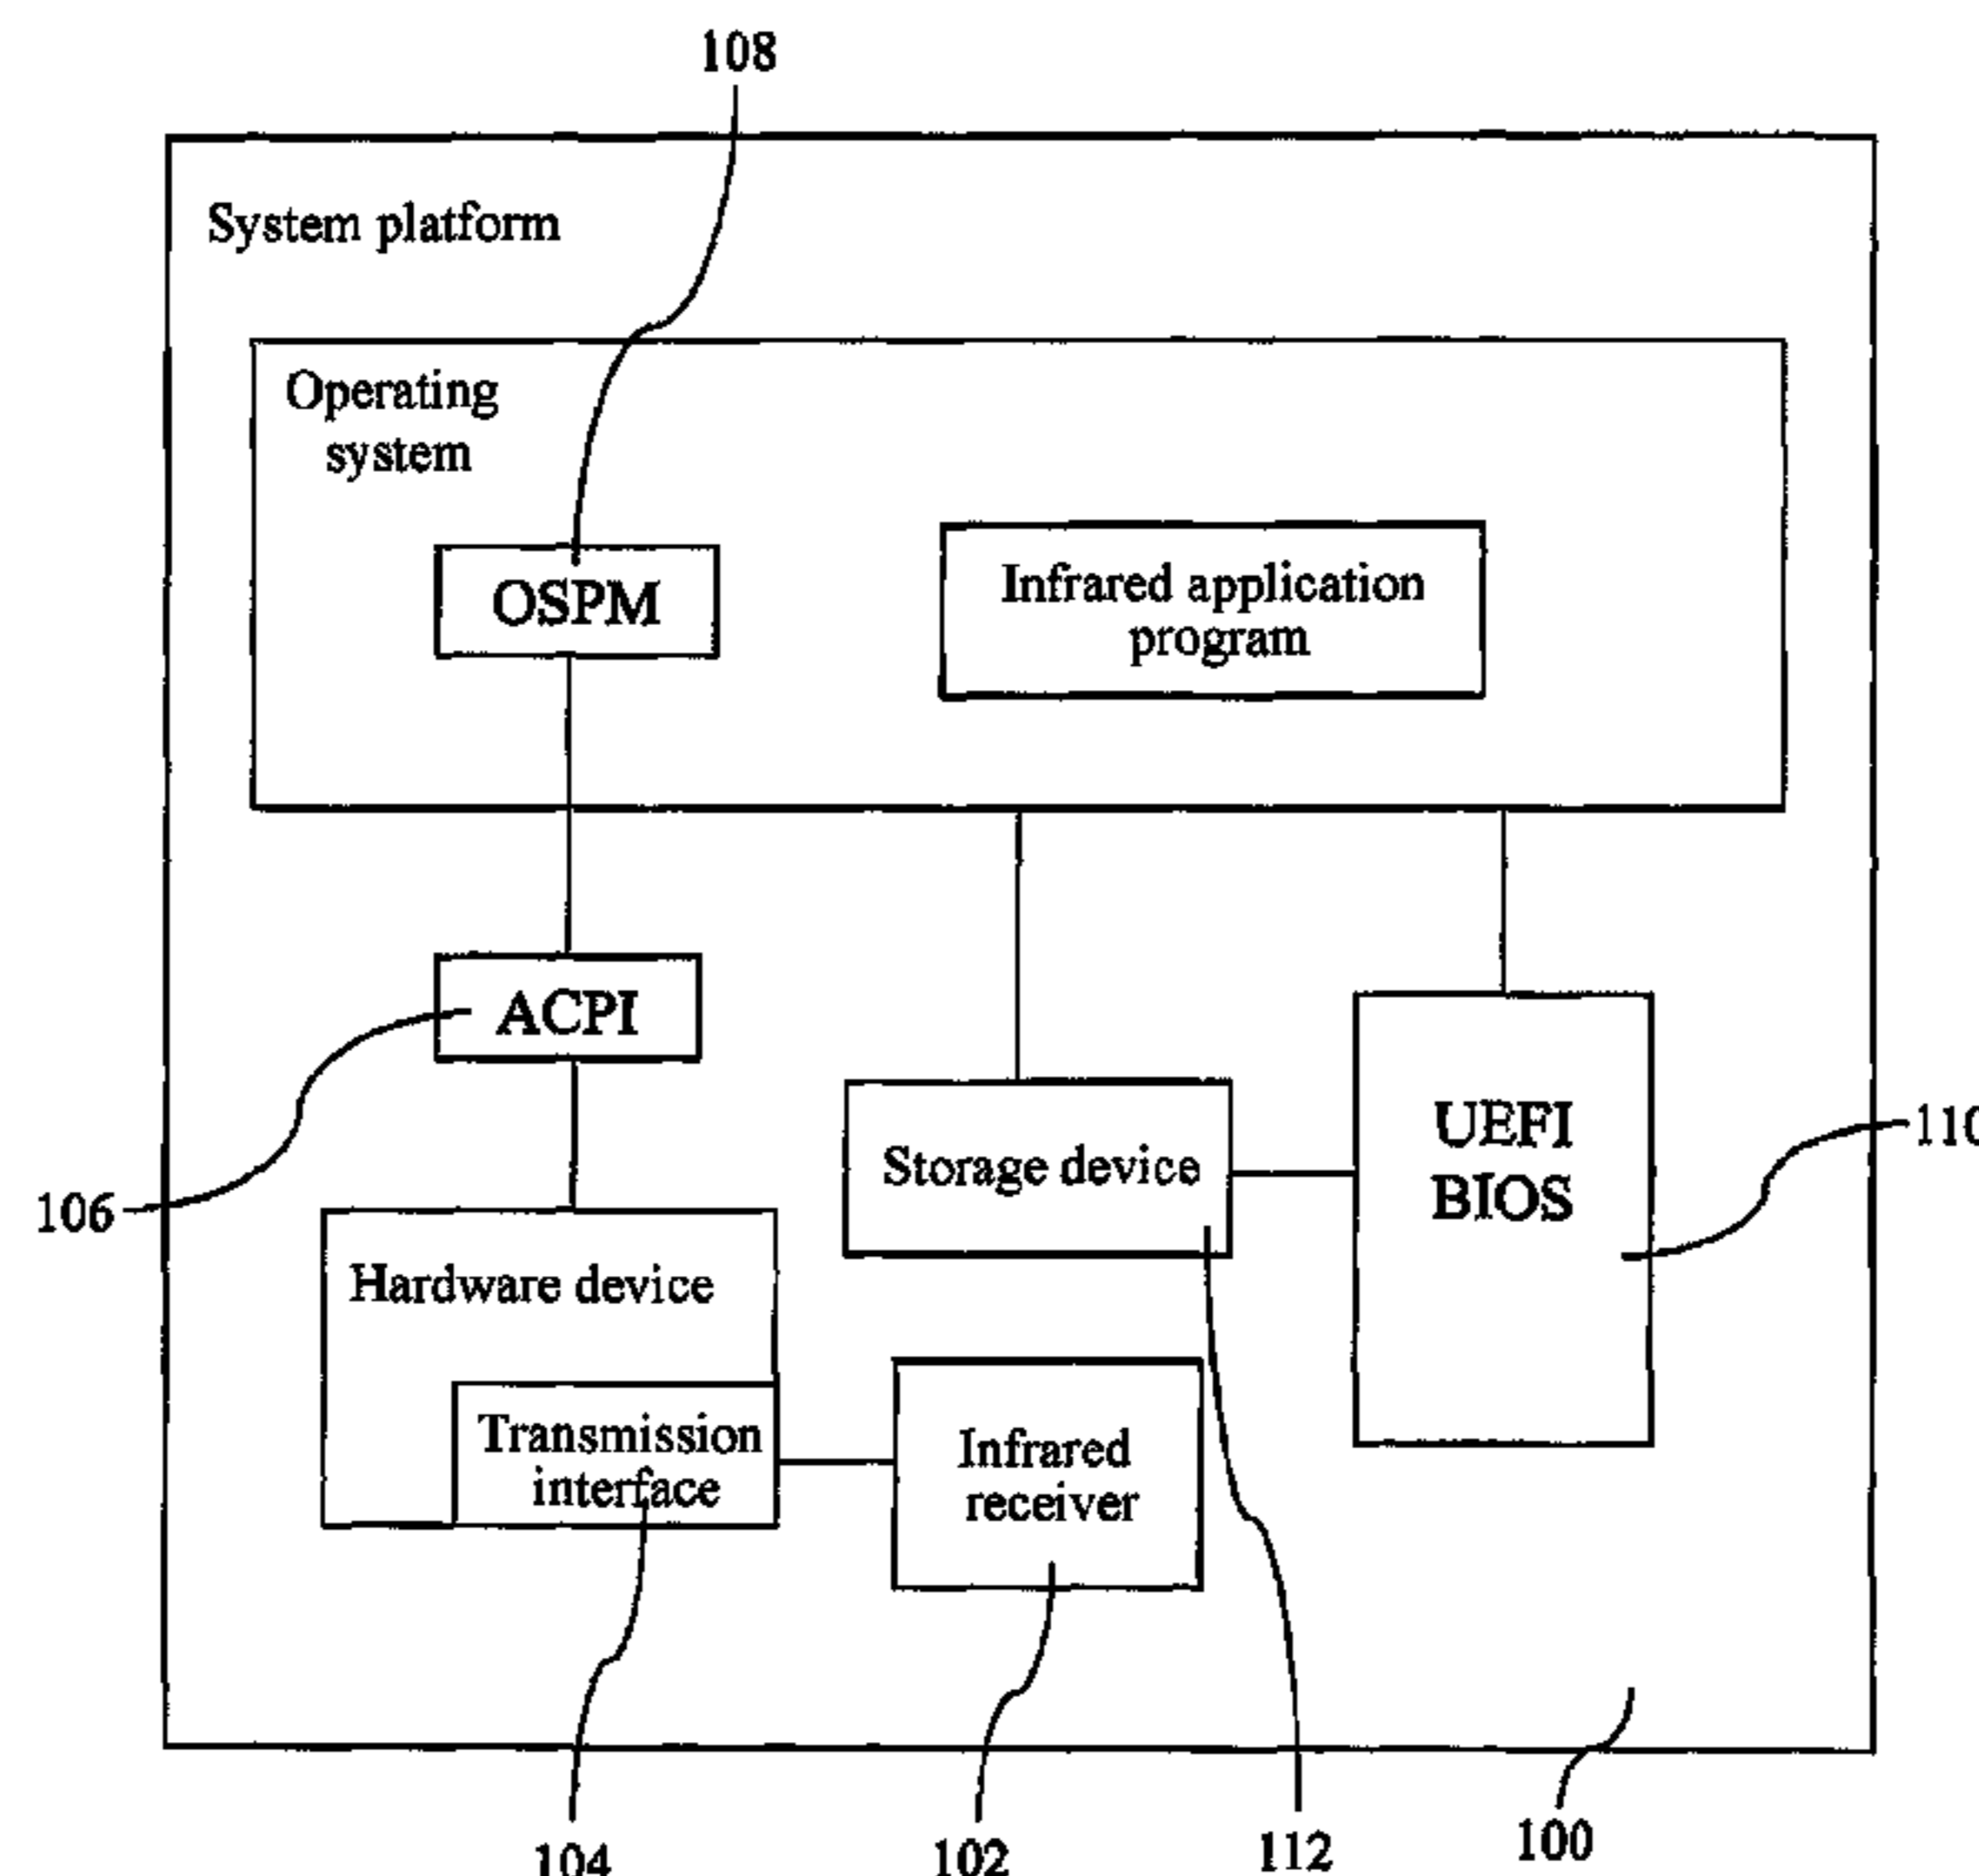 108
System platform
Operating
system
OSPM
Infrared application
program
ACPI
Storage device
UEFI
BIOS
110
106
Hardware device
Transmission
interface
Infrared
receiver
104
102
112
100